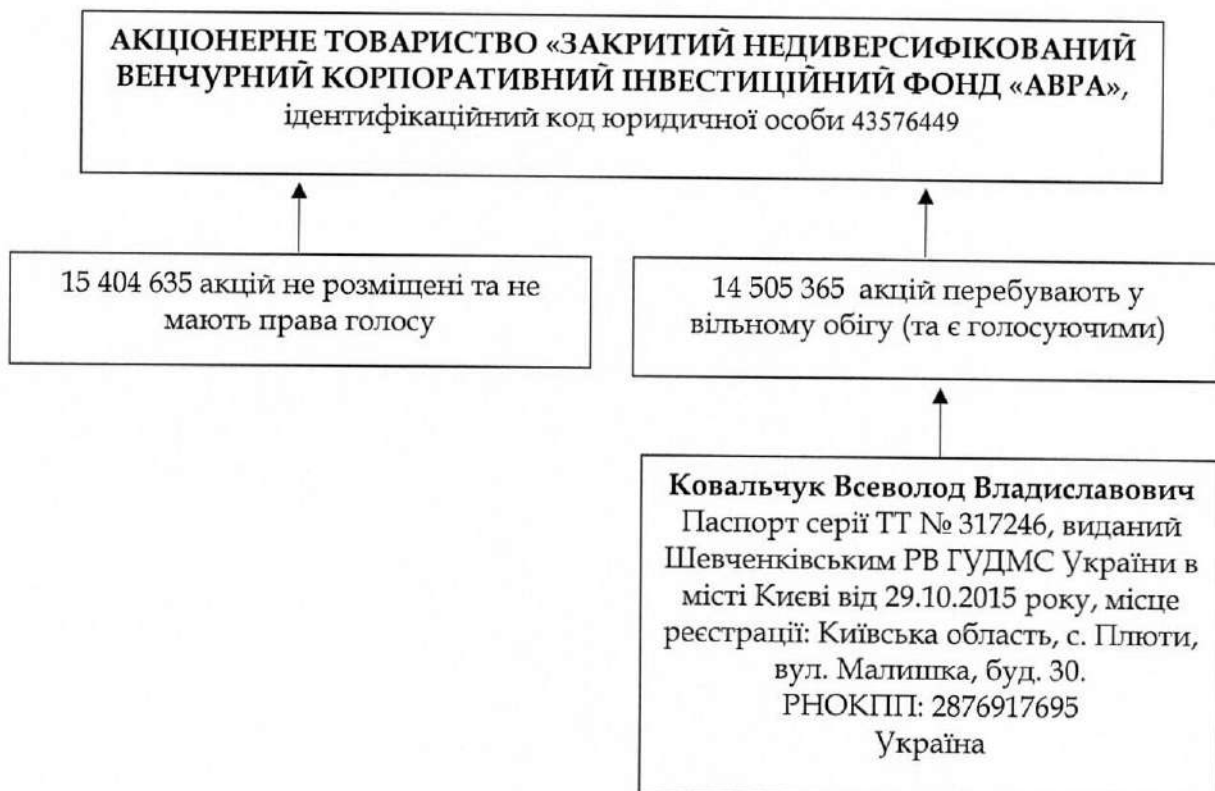 АКЦІОНЕРНЕ ТОВАРИСТВО «ЗАКРИТИЙ НЕДИВЕРСИФІКОВАНИЙ
ВЕНЧУРНИЙ КОРПОРАТИВНИЙ ІНВЕСТИЦІЙНИЙ ФОНД «АВРА»,
ідентифікаційний код юридичної особи 43576449
15 404 635 акцій не розміщені та не
мають права голосу
14 505 365 акцій перебувають у
вільному обігу (та є голосуючими)
Ковальчук Всеволод Владиславович
Паспорт серії ТТ № 317246, виданий
Шевченківським РВ ГУДМС України в
місті Києві від 29.10.2015 року, місце
реєстрації: Київська область, с. Плюти,
вул. Малишка, буд. 30.
РНОКПП: 2876917695
Україна